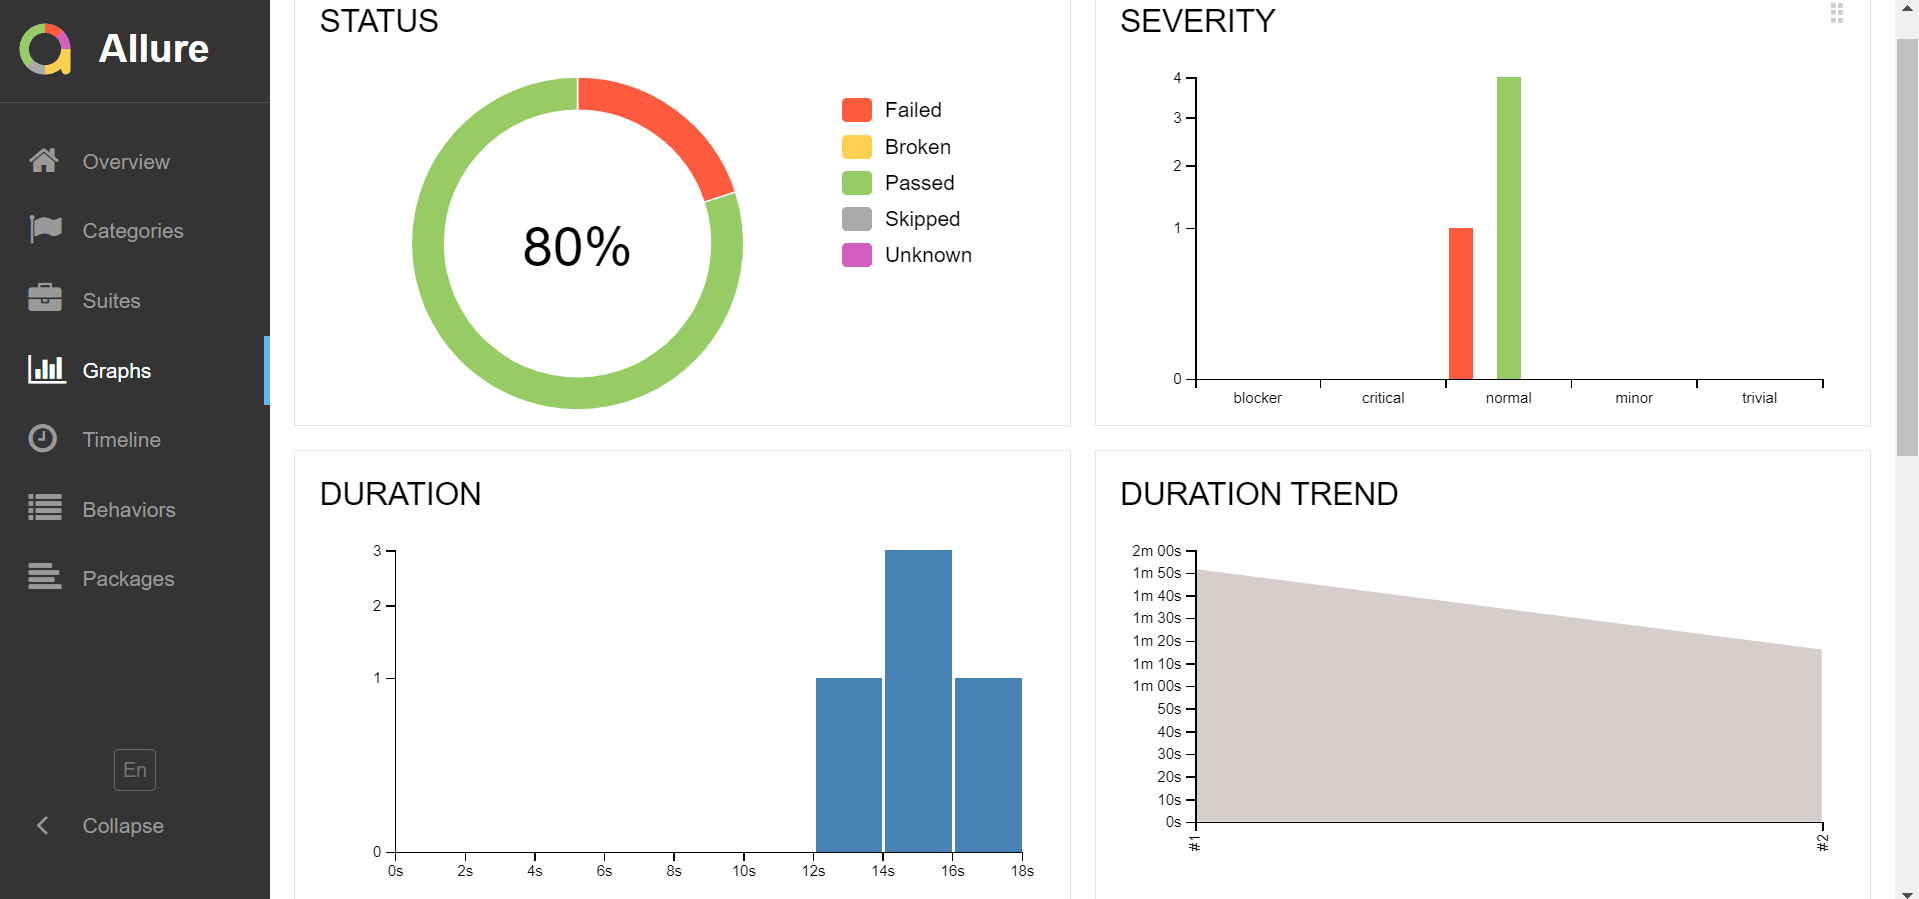 Allure
Overview
Categories
Suites
Graphs
Timeline
Behaviors
Packages
En
Collapse
STATUS
80%
Failed
Broken
Passed
Skipped
Unknown
SEVERITY
4
3
2
1
0
blocker critical normal minor trivial
DURATION
3
2
1
0
0s 2s 4s 6s 8s 10s 12s 14s 16s 18s
DURATION TREND
2m 00s
1m 50s
1m 40s
1m 30s
1m 20s
1m 10s
1m 00s
50s
40s
30s
20s
10s
0s
#1 #2